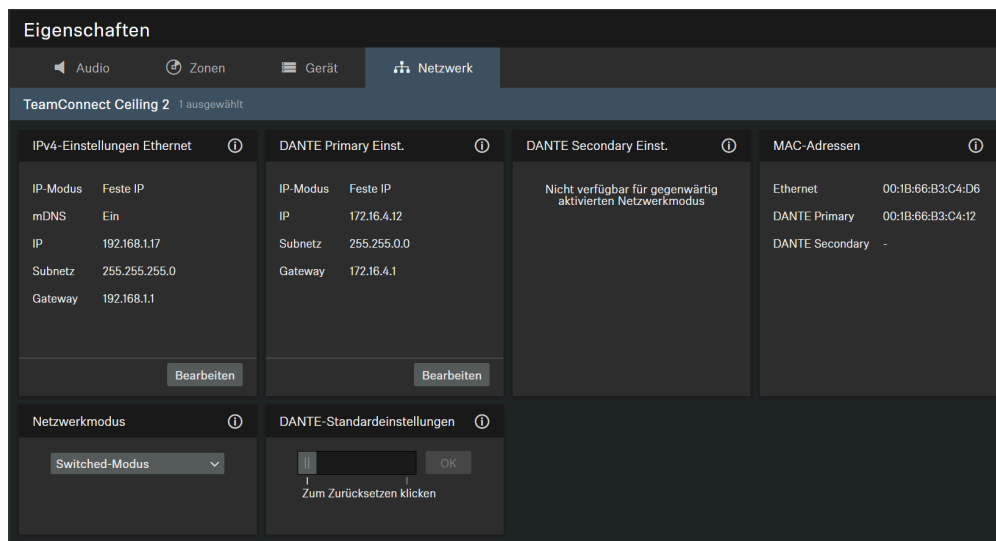 Eigenschaften
Audio Zonen Gerät Netzwerk
TeamConnect Ceiling 2 1 ausgewählt
IPv4-Einstellungen Ethernet
IP-Modus Feste IP
mDNS Ein
IP 192.168.1.17
Subnetz 255.255.255.0
Gateway 192.168.1.1
Bearbeiten
DANTE Primary Einst.
IP-Modus Feste IP
IP 172.16.4.12
Subnetz 255.255.0.0
Gateway 172.16.4.1
Bearbeiten
DANTE Secondary Einst.
Nicht verfügbar für gegenwärtig
aktivierten Netzwerkmodus
MAC-Adressen
Ethernet 00:1B:66:B3:C4:D6
DANTE Primary 00:1B:66:B3:C4:12
DANTE Secondary -
Netzwerkmodus
Switched-Modus
DANTE-Standardeinstellungen
OK
Zum Zurücksetzen klicken